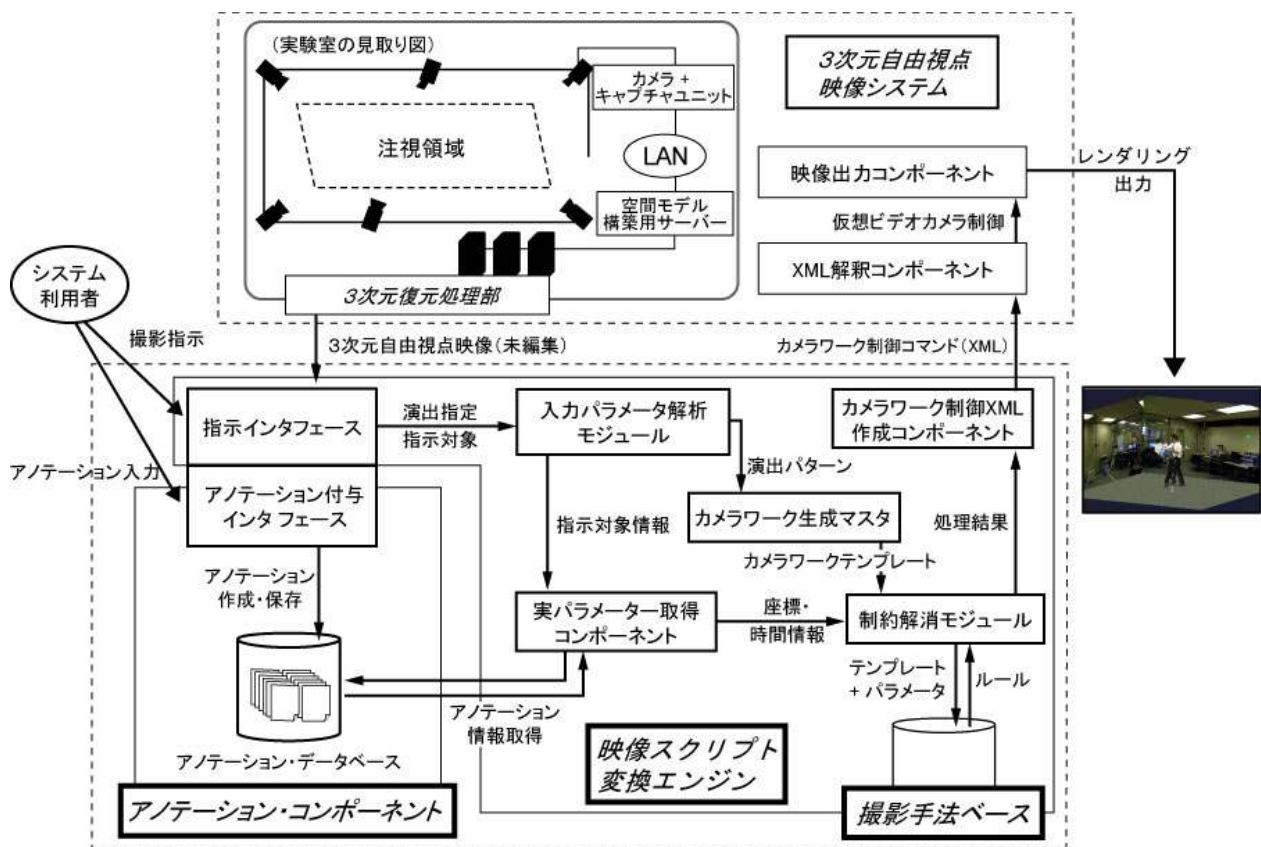 (実験室の見取り図)
カメラ +
キャプチャユニット
注視領域
LAN
空間モデル
構築用サーバー
3次元復元処理部
3次元自由視点
映像システム
映像出力コンポーネント
レンダリング
出力
仮想ビデオカメラ制御
XML解釈コンポーネント
システム
利用者
撮影指示
3次元自由視点映像(未編集)
カメラワーク制御コマンド(XML)
指示インタフェース
演出指定
指示対象
入力パラメータ解析
モジュール
カメラワーク制御XML
作成コンポーネント
アノテーション入力
アノテーション付与
インタ フェース
演出パターン
指示対象情報
カメラワーク生成マスタ
処理結果
カメラワークテンプレート
アノテーション
作成・保存
実パラメーター取得
コンポーネント
座標・
時間情報
制約解消モジュール
テンプレート
+ パラメータ
ルール
アノテーション
情報取得
アノテーション・データベース
映像スクリプト
変換エンジン
アノテーション・コンポーネント
撮影手法ベース